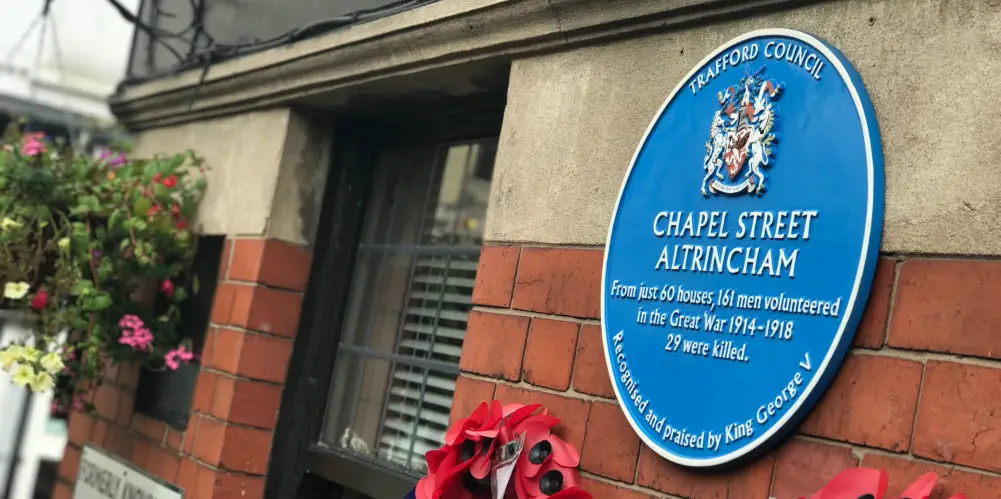 TRAFFORD COUNCIL
CHAPEL STREET
ALTRINCHAM
From just 60 houses, 161 men volunteered
in the Great War 1914-1918
29 were killed.
Recognised and praised by King George V
FORMERLY KNOWN